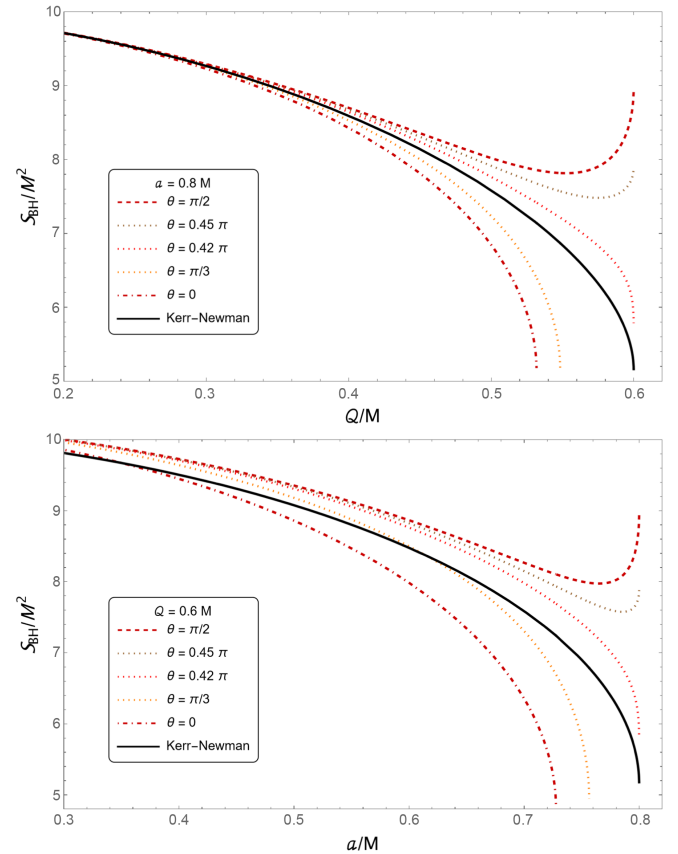 10
9
8
7
6
5
S_BH/M^2
a = 0.8 M
θ = π/2
θ = 0.45 π
θ = 0.42 π
θ = π/3
θ = 0
Kerr–Newman
0.2 0.3 0.4 0.5 0.6
Q/M
10
9
8
7
6
5
S_BH/M^2
Q = 0.6 M
θ = π/2
θ = 0.45 π
θ = 0.42 π
θ = π/3
θ = 0
Kerr–Newman
0.3 0.4 0.5 0.6 0.7 0.8
a/M